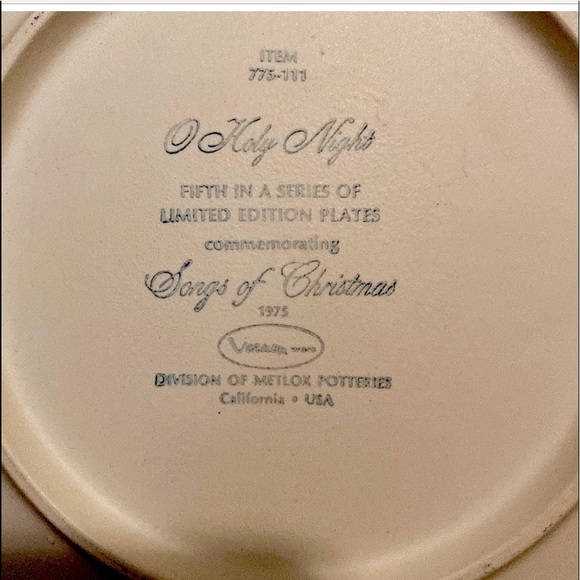 ITEM
775-111
O Holy Night
FIFTH IN A SERIES OF
LIMITED EDITION PLATES
commemorating
Songs of Christmas
1975
DIVISION OF METLOX POTTERIES
California • USA